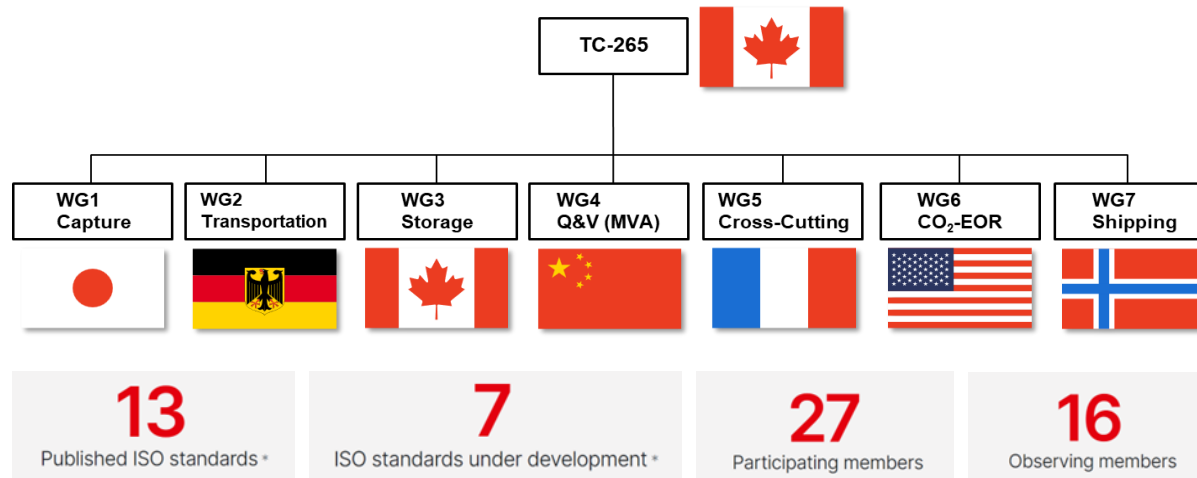 TC-265
WG1
Capture
WG2
Transportation
WG3
Storage
WG4
Q&V (MVA)
WG5
Cross-Cutting
WG6
CO₂-EOR
WG7
Shipping
13
Published ISO standards *
7
ISO standards under development *
27
Participating members
16
Observing members